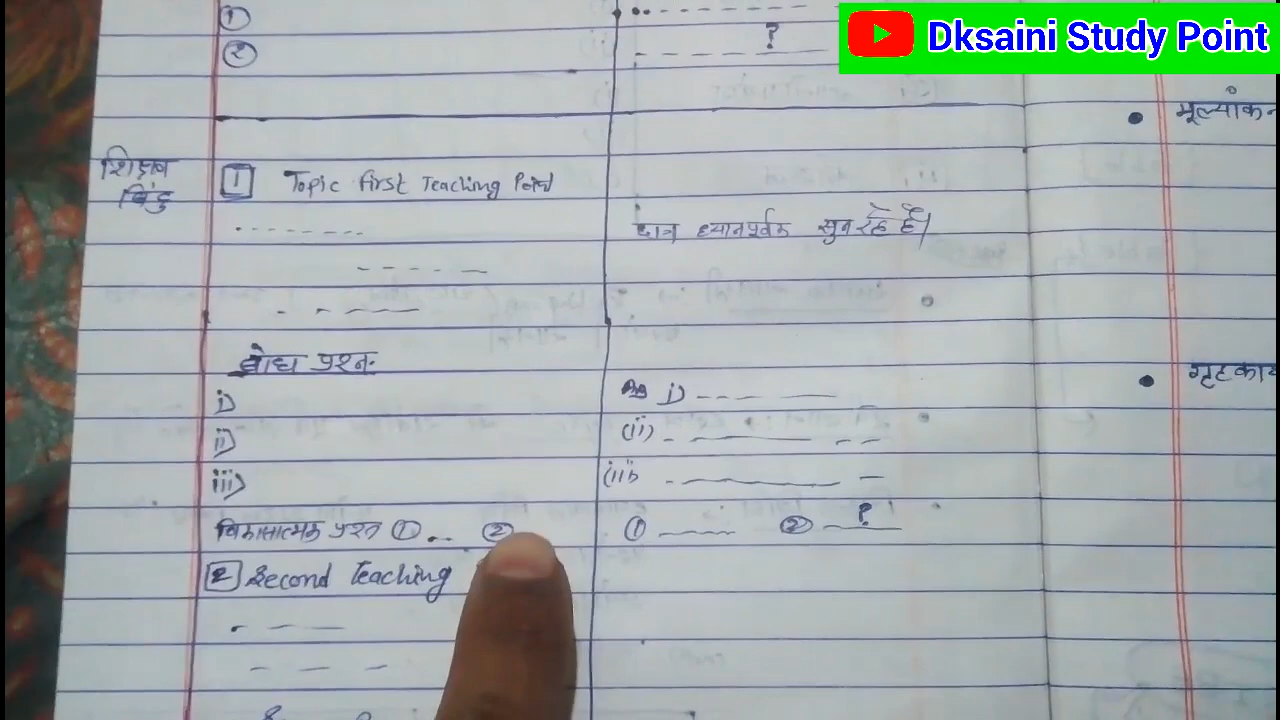 Dksaini Study Point
①
② ?
मूल्यांकन
शिक्षण बिंदु
1 Topic first Teaching Point
छात्र ध्यानपूर्वक सुन रहे हैं।
बोध प्रश्न:
i) i)
ii) (ii)
iii) (iii)
गृहकार्य
विकासात्मक प्रश्न ① ② ① ② ?
2 Second Teaching